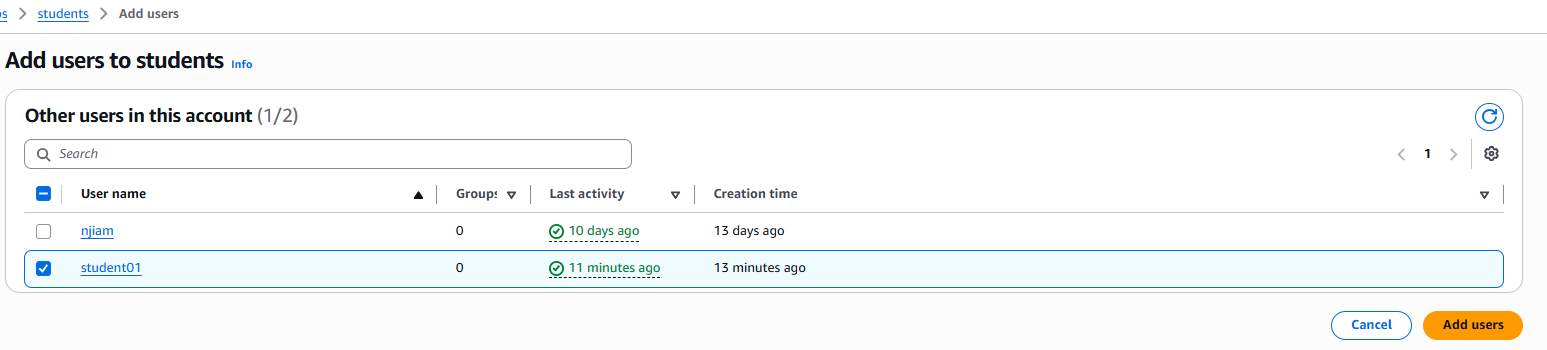 students > Add users
Add users to students Info
Other users in this account (1/2)
Search
1
User name Groups Last activity Creation time
njiam 0 10 days ago 13 days ago
student01 0 11 minutes ago 13 minutes ago
Cancel Add users